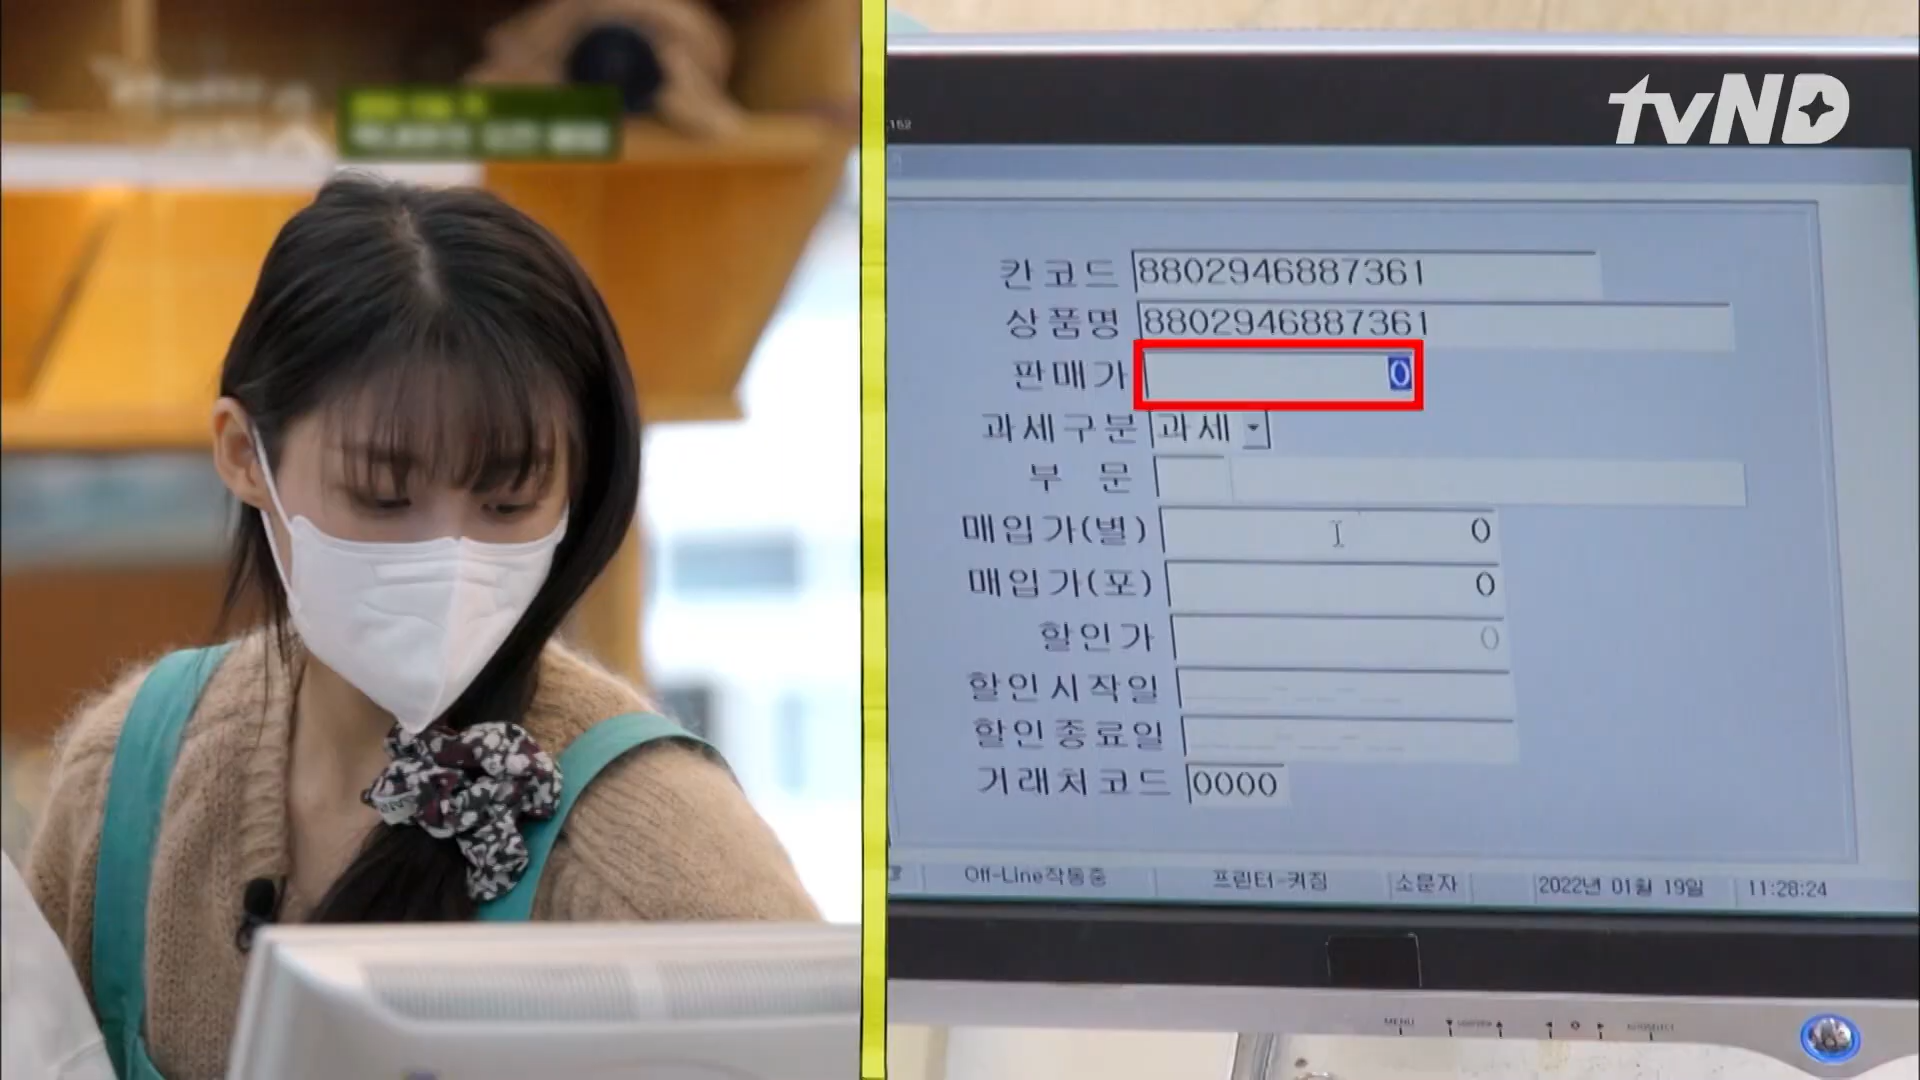 tvND
칸코드 8802946887361
상품명 8802946887361
판매가 0
과세구분 과세
부 문
매입가(별) 0
매입가(포) 0
할인가 0
할인시작일
할인종료일
거래처코드 0000
Off-Line작동중 프린터-켜짐 소문자 2022년 01월 19일 11:28:24
MENU